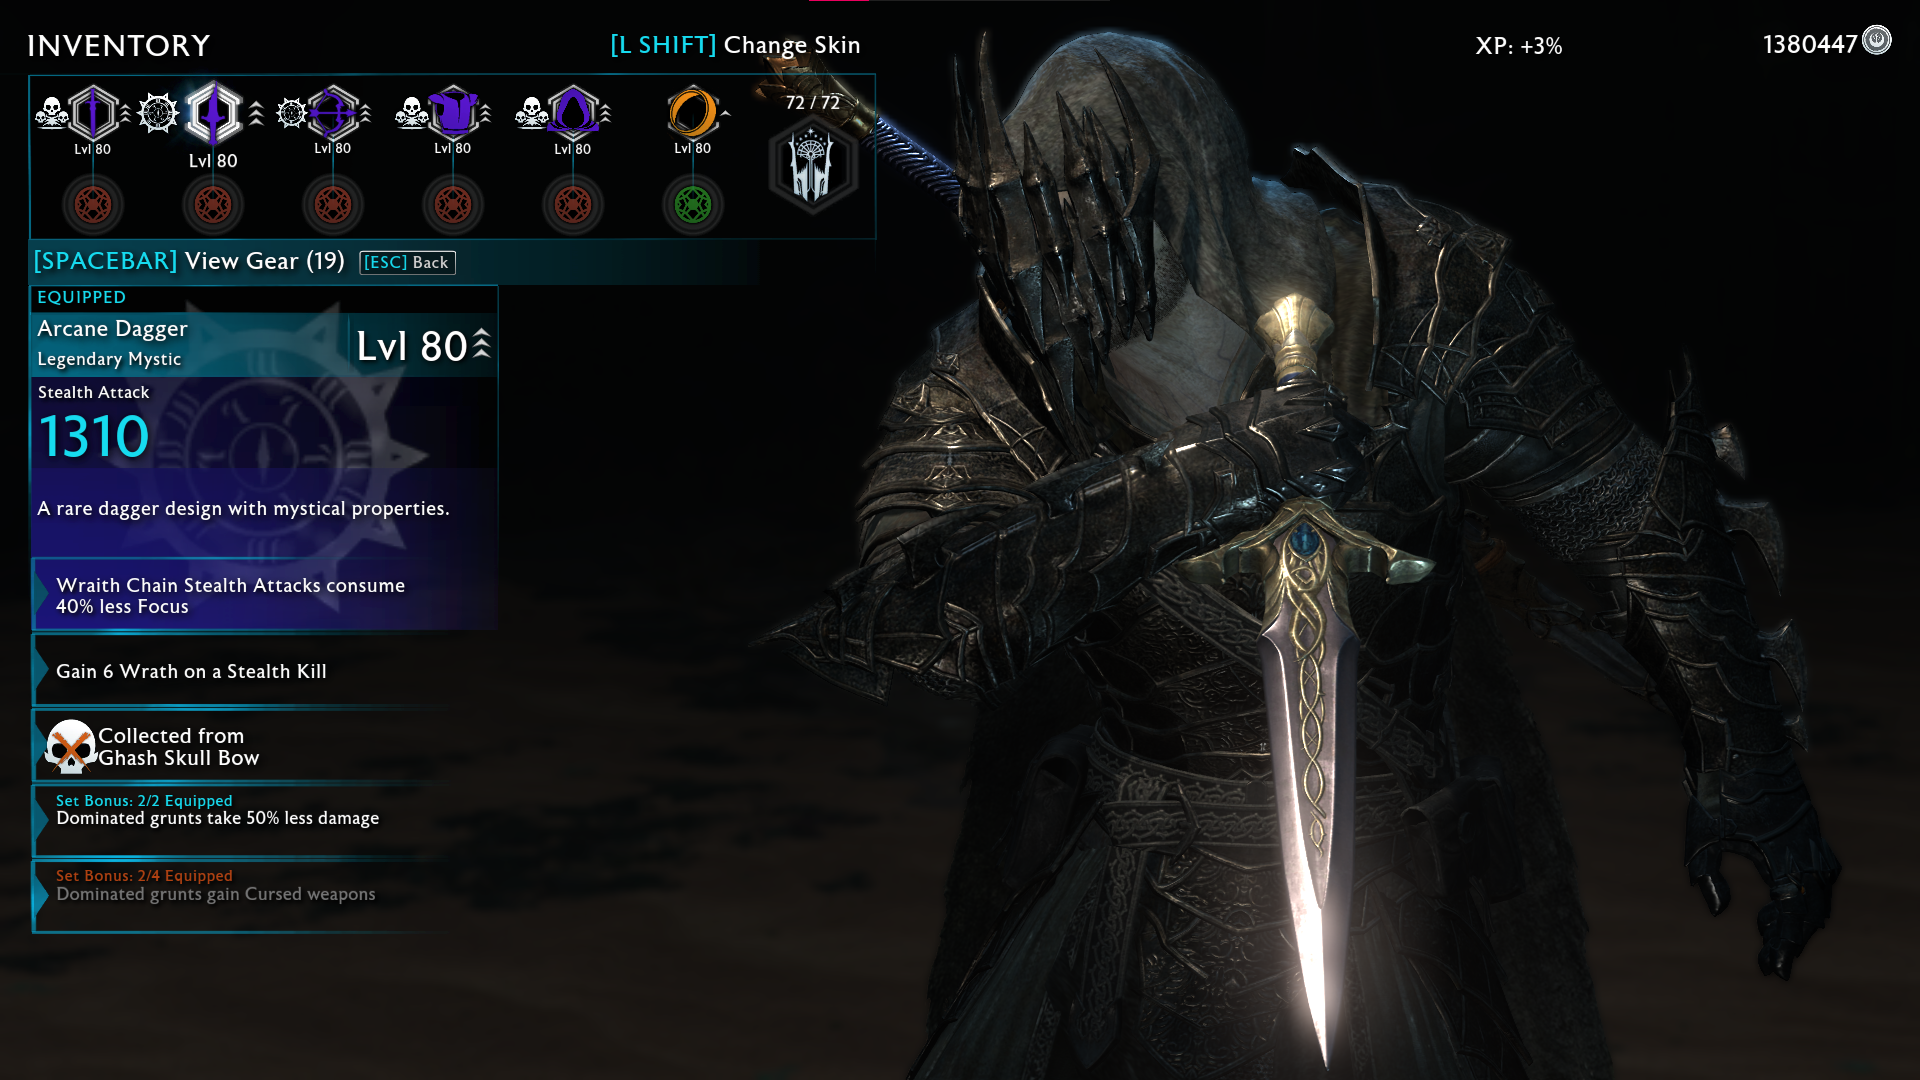 INVENTORY
[L SHIFT] Change Skin
XP: +3%
1380447
72 / 72
Lvl 80
Lvl 80
Lvl 80
Lvl 80
Lvl 80
Lvl 80
[SPACEBAR] View Gear (19) [ESC] Back
EQUIPPED
Arcane Dagger
Legendary Mystic
Lvl 80
Stealth Attack
1310
A rare dagger design with mystical properties.
Wraith Chain Stealth Attacks consume
40% less Focus
Gain 6 Wrath on a Stealth Kill
Collected from
Ghash Skull Bow
Set Bonus: 2/2 Equipped
Dominated grunts take 50% less damage
Set Bonus: 2/4 Equipped
Dominated grunts gain Cursed weapons